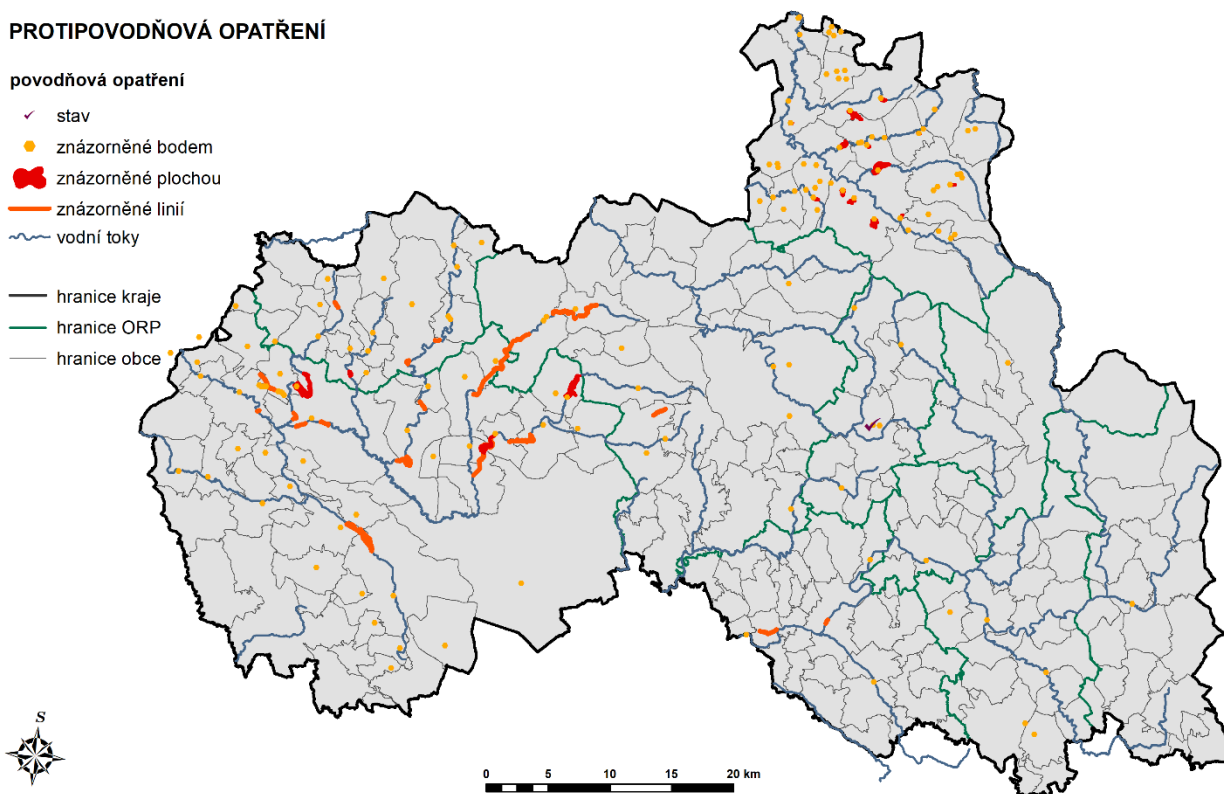 PROTIPOVODŇOVÁ OPATŘENÍ
povodňová opatření
stav
znázorněné bodem
znázorněné plochou
znázorněné linií
vodní toky
hranice kraje
hranice ORP
hranice obce
S
0 5 10 15 20 km